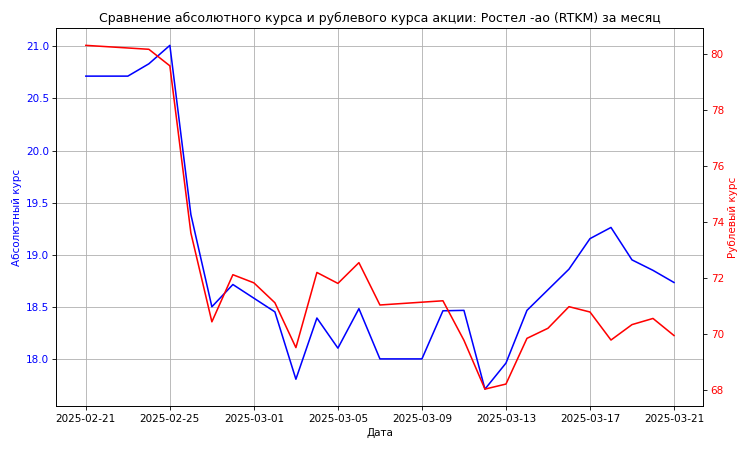 Сравнение абсолютного курса и рублевого курса акции: Ростел -ао (RTKM) за месяц
21.0
20.5
20.0
19.5
19.0
18.5
18.0
Абсолютный курс
80
78
76
74
72
70
68
Рублевый курс
2025-02-21 2025-02-25 2025-03-01 2025-03-05 2025-03-09 2025-03-13 2025-03-17 2025-03-21
Дата